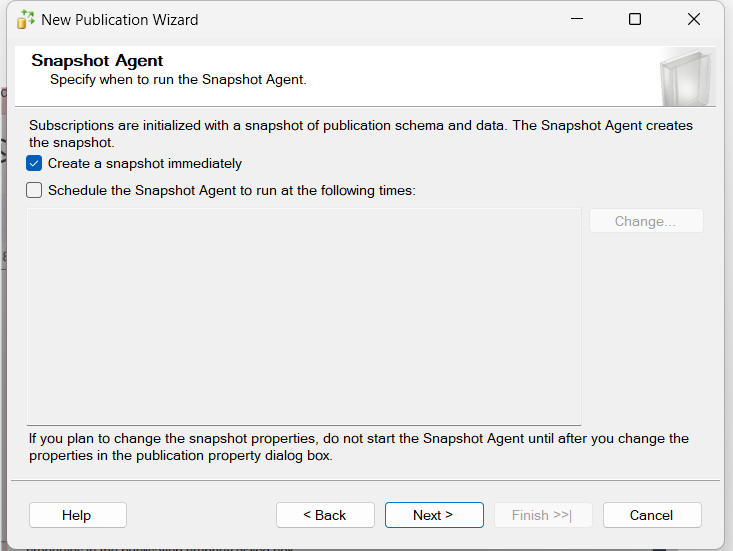 New Publication Wizard
Snapshot Agent
Specify when to run the Snapshot Agent.
Subscriptions are initialized with a snapshot of publication schema and data. The Snapshot Agent creates
the snapshot.
Create a snapshot immediately
Schedule the Snapshot Agent to run at the following times:
Change...
If you plan to change the snapshot properties, do not start the Snapshot Agent until after you change the
properties in the publication property dialog box.
Help
< Back
Next >
Finish >>|
Cancel